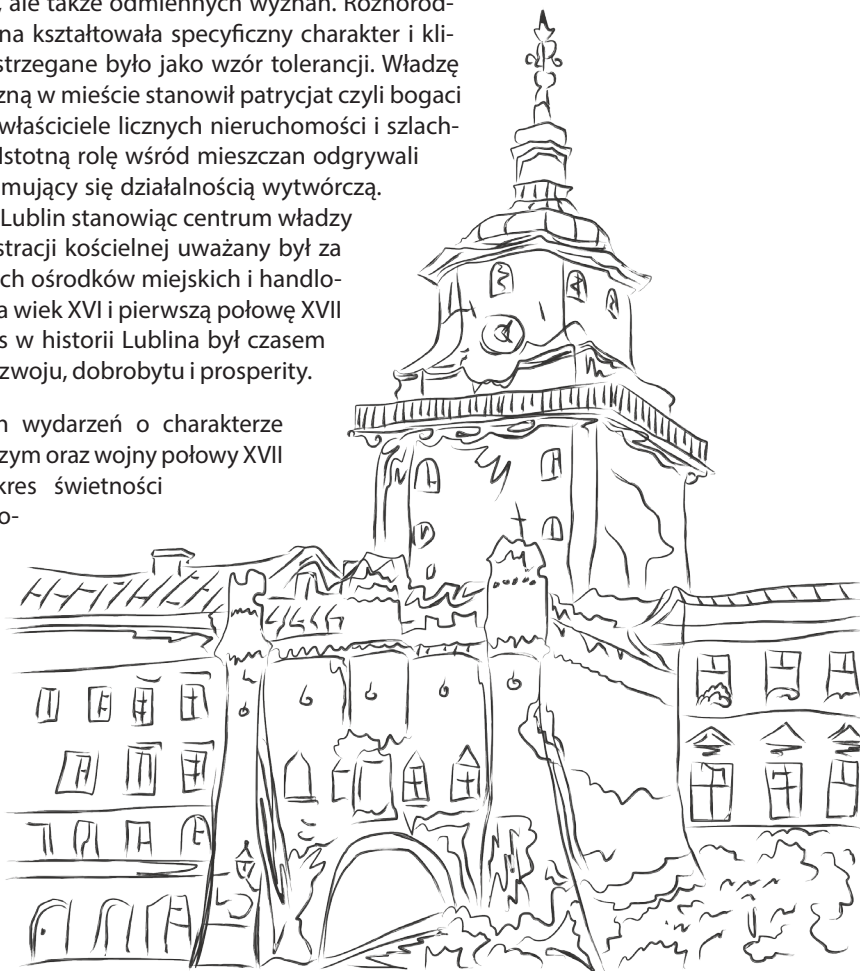 , ale także odmiennych wyznań. Różnorod-
na kształtowała specyficzny charakter i kli-
strzegane było jako wzór tolerancji. Władzę
zną w mieście stanowił patrycjat czyli bogaci
właściciele licznych nieruchomości i szlach-
Istotną rolę wśród mieszczan odgrywali
mujący się działalnością wytwórczą.
Lublin stanowiąc centrum władzy
stracji kościelnej uważany był za
ch ośrodków miejskich i handlo-
a wiek XVI i pierwszą połowę XVII
s w historii Lublina był czasem
zwoju, dobrobytu i prosperity.
h wydarzeń o charakterze
zym oraz wojny połowy XVII
kres świetności
o-